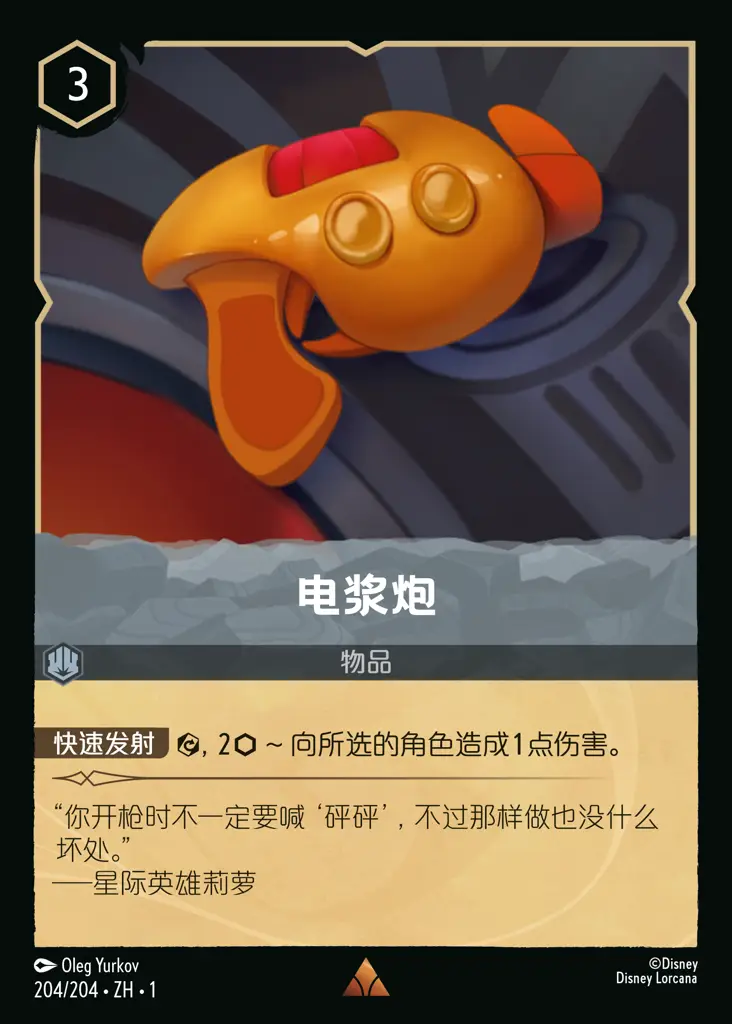 3
电浆炮
物品
快速发射 , 2 ~ 向所选的角色造成1点伤害。
“你开枪时不一定要喊‘砰砰’, 不过那样做也没什么
坏处。”
——星际英雄莉萝
Oleg Yurkov
204/204 • ZH • 1
©Disney
Disney Lorcana